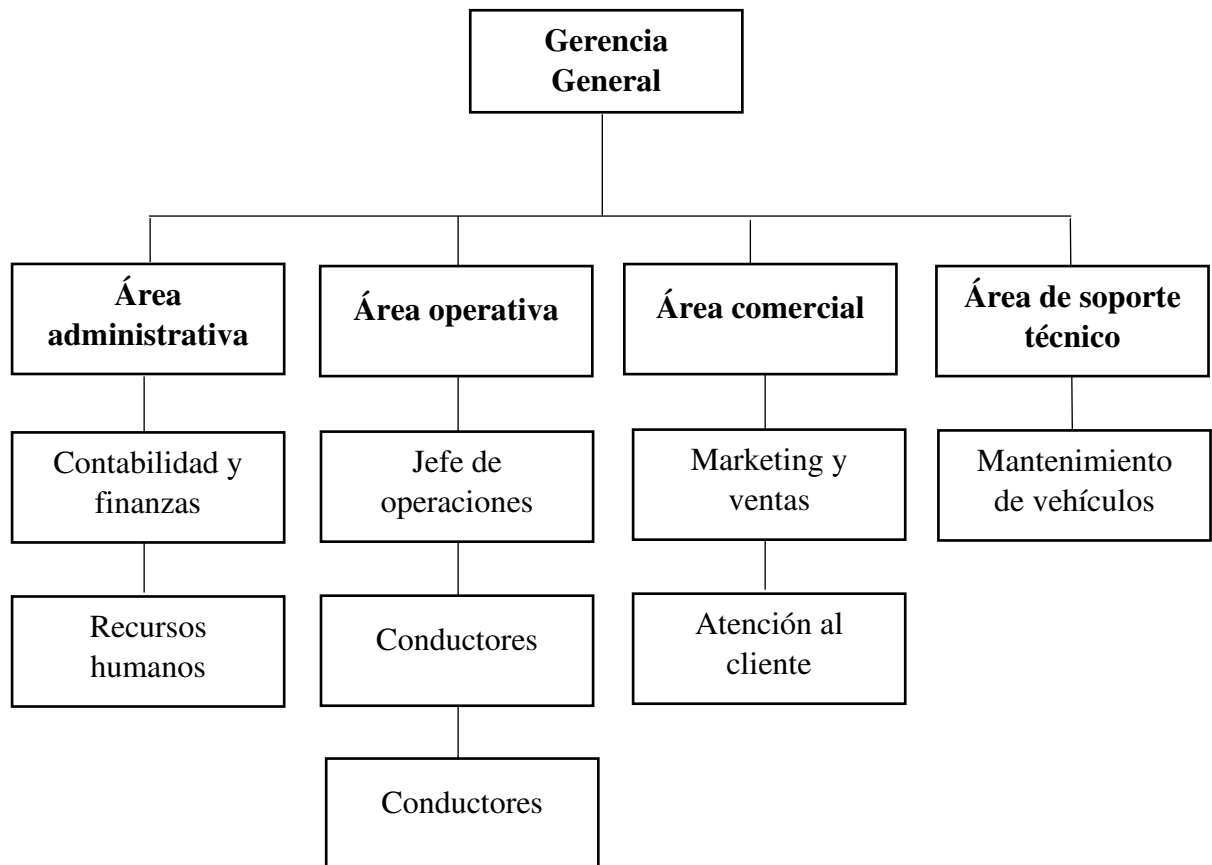 Gerencia
General
Área
administrativa
Área operativa
Área comercial
Área de soporte
técnico
Contabilidad y
finanzas
Jefe de
operaciones
Marketing y
ventas
Mantenimiento
de vehículos
Recursos
humanos
Conductores
Atención al
cliente
Conductores